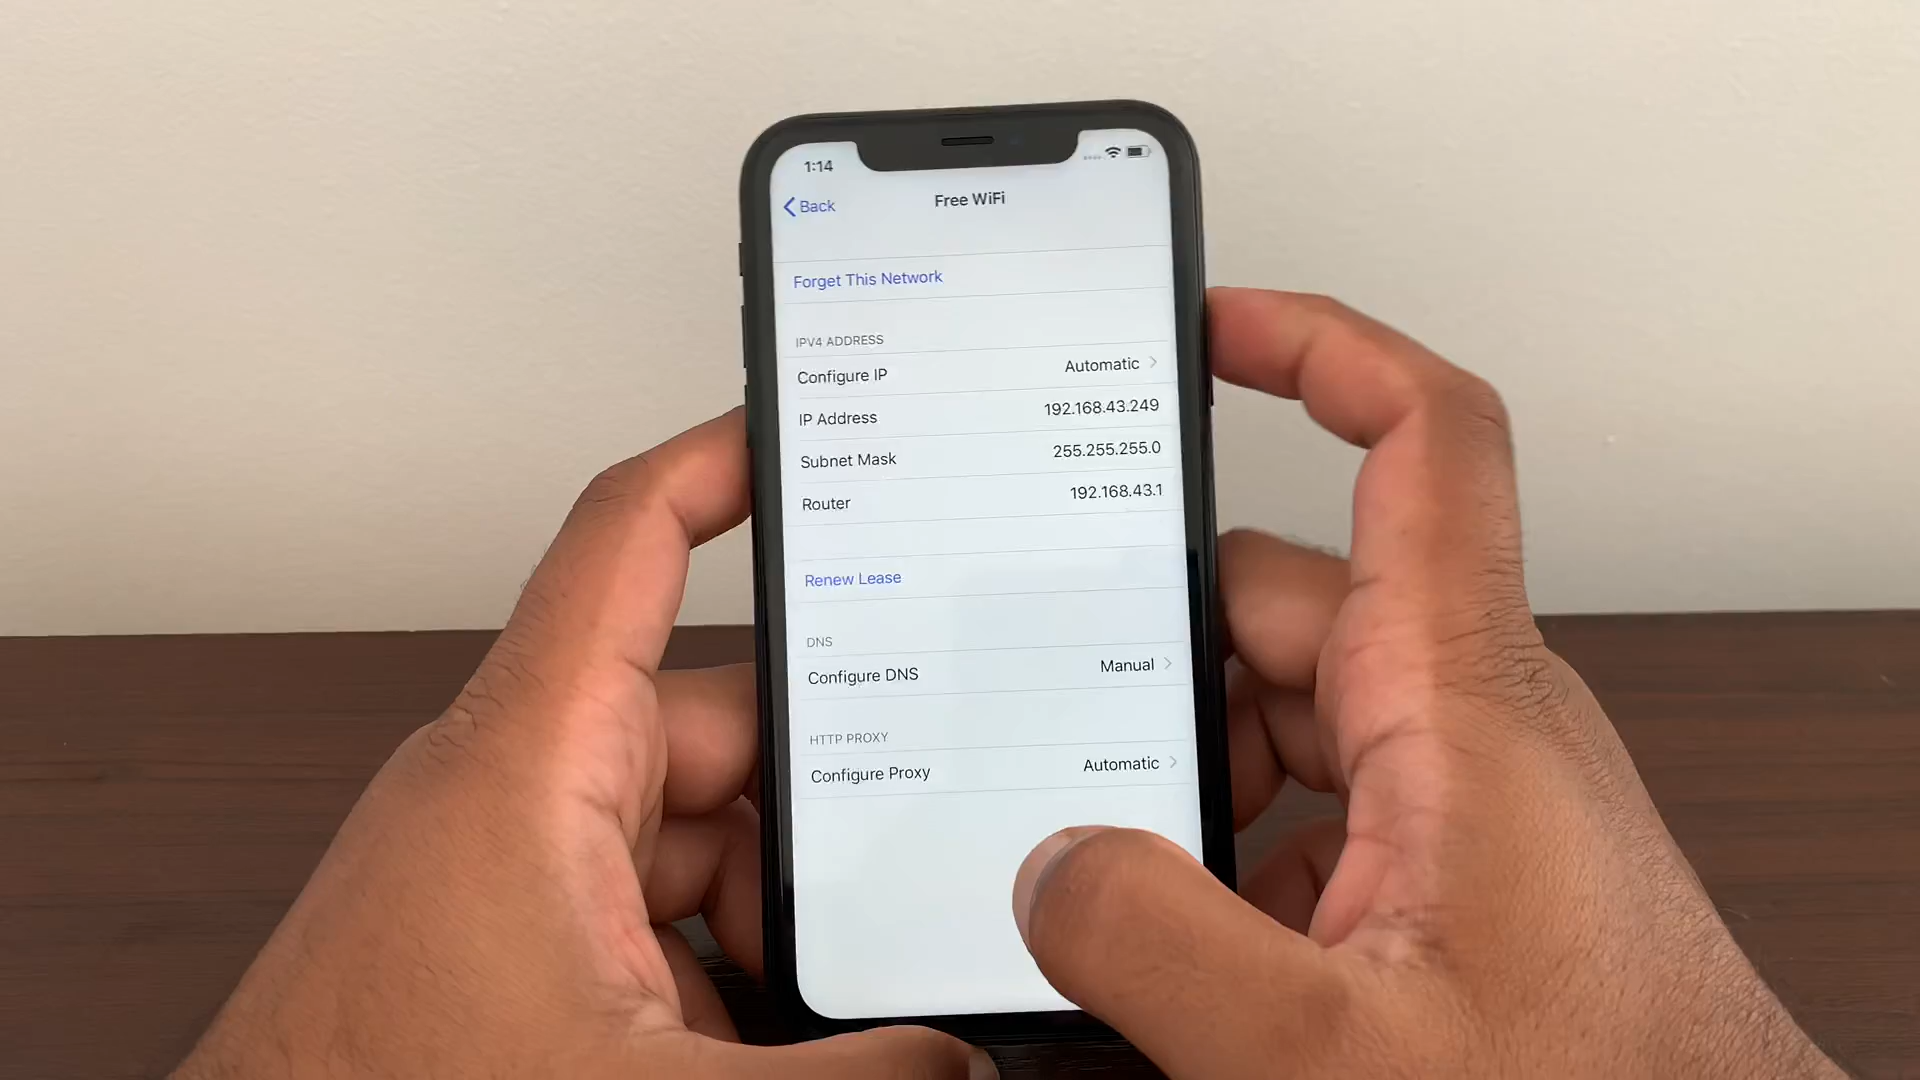 1:14
Back
Free WiFi
Forget This Network
IPV4 ADDRESS
Configure IP Automatic
IP Address 192.168.43.249
Subnet Mask 255.255.255.0
Router 192.168.43.1
Renew Lease
DNS
Configure DNS Manual
HTTP PROXY
Configure Proxy Automatic